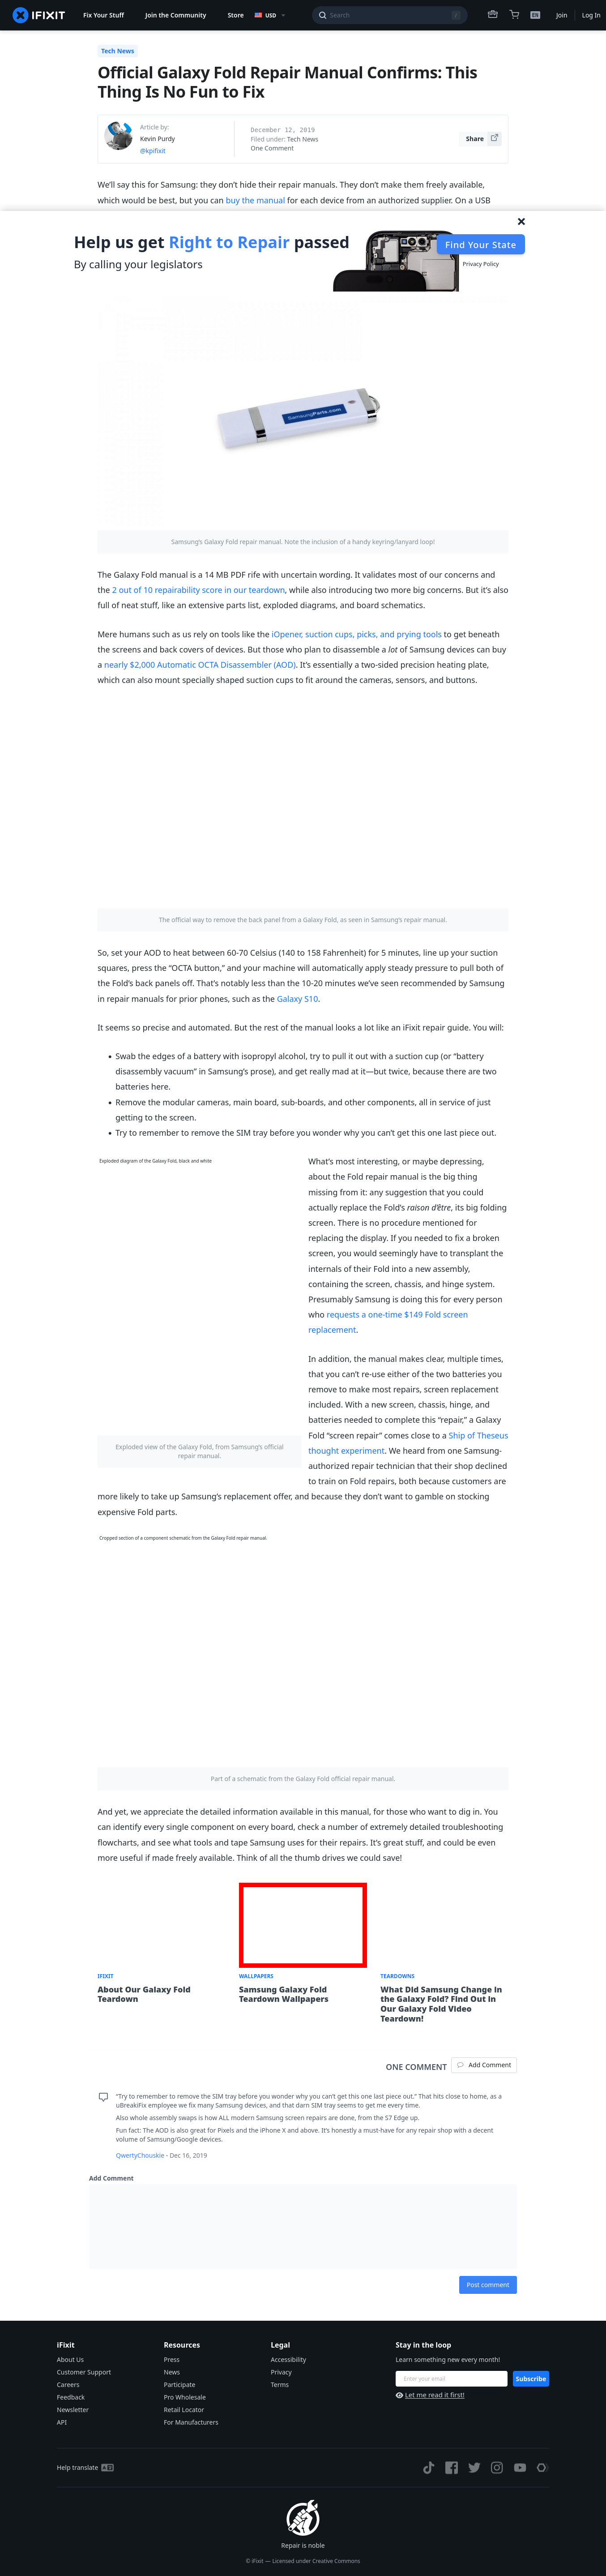 IFIXIT
Fix Your Stuff
Join the Community
Store
USD
Search
/
Join
Log In
Tech News
Official Galaxy Fold Repair Manual Confirms: This
Thing Is No Fun to Fix
Article by:
Kevin Purdy
@kpifixit
December 12, 2019
Filed under: Tech News
One Comment
Share
We'll say this for Samsung: they don't hide their repair manuals. They don't make them freely available,
which would be best, but you can buy the manual for each device from an authorized supplier. On a USB
Help us get Right to Repair passed
By calling your legislators
Find Your State
Privacy Policy
SamsungParts.com
Samsung's Galaxy Fold repair manual. Note the inclusion of a handy keyring/lanyard loop!
The Galaxy Fold manual is a 14 MB PDF rife with uncertain wording. It validates most of our concerns and
the 2 out of 10 repairability score in our teardown, while also introducing two more big concerns. But it's also
full of neat stuff, like an extensive parts list, exploded diagrams, and board schematics.
Mere humans such as us rely on tools like the iOpener, suction cups, picks, and prying tools to get beneath
the screens and back covers of devices. But those who plan to disassemble a lot of Samsung devices can buy
a nearly $2,000 Automatic OCTA Disassembler (AOD). It's essentially a two-sided precision heating plate,
which can also mount specially shaped suction cups to fit around the cameras, sensors, and buttons.
The official way to remove the back panel from a Galaxy Fold, as seen in Samsung's repair manual.
So, set your AOD to heat between 60-70 Celsius (140 to 158 Fahrenheit) for 5 minutes, line up your suction
squares, press the "OCTA button," and your machine will automatically apply steady pressure to pull both of
the Fold's back panels off. That's notably less than the 10-20 minutes we've seen recommended by Samsung
in repair manuals for prior phones, such as the Galaxy S10.
It seems so precise and automated. But the rest of the manual looks a lot like an iFixit repair guide. You will:
Swab the edges of a battery with isopropyl alcohol, try to pull it out with a suction cup (or "battery
disassembly vacuum" in Samsung's prose), and get really mad at it—but twice, because there are two
batteries here.
Remove the modular cameras, main board, sub-boards, and other components, all in service of just
getting to the screen.
Try to remember to remove the SIM tray before you wonder why you can't get this one last piece out.
Exploded diagram of the Galaxy Fold, black and white
Exploded view of the Galaxy Fold, from Samsung's official
repair manual.
What's most interesting, or maybe depressing,
about the Fold repair manual is the big thing
missing from it: any suggestion that you could
actually replace the Fold's raison d'être, its big folding
screen. There is no procedure mentioned for
replacing the display. If you needed to fix a broken
screen, you would seemingly have to transplant the
internals of their Fold into a new assembly,
containing the screen, chassis, and hinge system.
Presumably Samsung is doing this for every person
who requests a one-time $149 Fold screen
replacement.
In addition, the manual makes clear, multiple times,
that you can't re-use either of the two batteries you
remove to make most repairs, screen replacement
included. With a new screen, chassis, hinge, and
batteries needed to complete this "repair," a Galaxy
Fold "screen repair" comes close to a Ship of Theseus
thought experiment. We heard from one Samsung-
authorized repair technician that their shop declined
to train on Fold repairs, both because customers are
more likely to take up Samsung's replacement offer, and because they don't want to gamble on stocking
expensive Fold parts.
Cropped section of a component schematic from the Galaxy Fold repair manual.
Part of a schematic from the Galaxy Fold official repair manual.
And yet, we appreciate the detailed information available in this manual, for those who want to dig in. You
can identify every single component on every board, check a number of extremely detailed troubleshooting
flowcharts, and see what tools and tape Samsung uses for their repairs. It's great stuff, and could be even
more useful if made freely available. Think of all the thumb drives we could save!
IFIXIT
About Our Galaxy Fold
Teardown
WALLPAPERS
Samsung Galaxy Fold
Teardown Wallpapers
TEARDOWNS
What Did Samsung Change in
the Galaxy Fold? Find Out in
Our Galaxy Fold Video
Teardown!
ONE COMMENT
Add Comment
"Try to remember to remove the SIM tray before you wonder why you can't get this one last piece out." That hits close to home, as a
uBreakiFix employee we fix many Samsung devices, and that darn SIM tray seems to get me every time.
Also whole assembly swaps is how ALL modern Samsung screen repairs are done, from the S7 Edge up.
Fun fact: The AOD is also great for Pixels and the iPhone X and above. It's honestly a must-have for any repair shop with a decent
volume of Samsung/Google devices.
QwertyChouskie - Dec 16, 2019
Add Comment
Post comment
iFixit
About Us
Customer Support
Careers
Feedback
Newsletter
API
Resources
Press
News
Participate
Pro Wholesale
Retail Locator
For Manufacturers
Legal
Accessibility
Privacy
Terms
Stay in the loop
Learn something new every month!
Enter your email
Subscribe
Let me read it first!
Help translate
Repair is noble
© iFixit — Licensed under Creative Commons